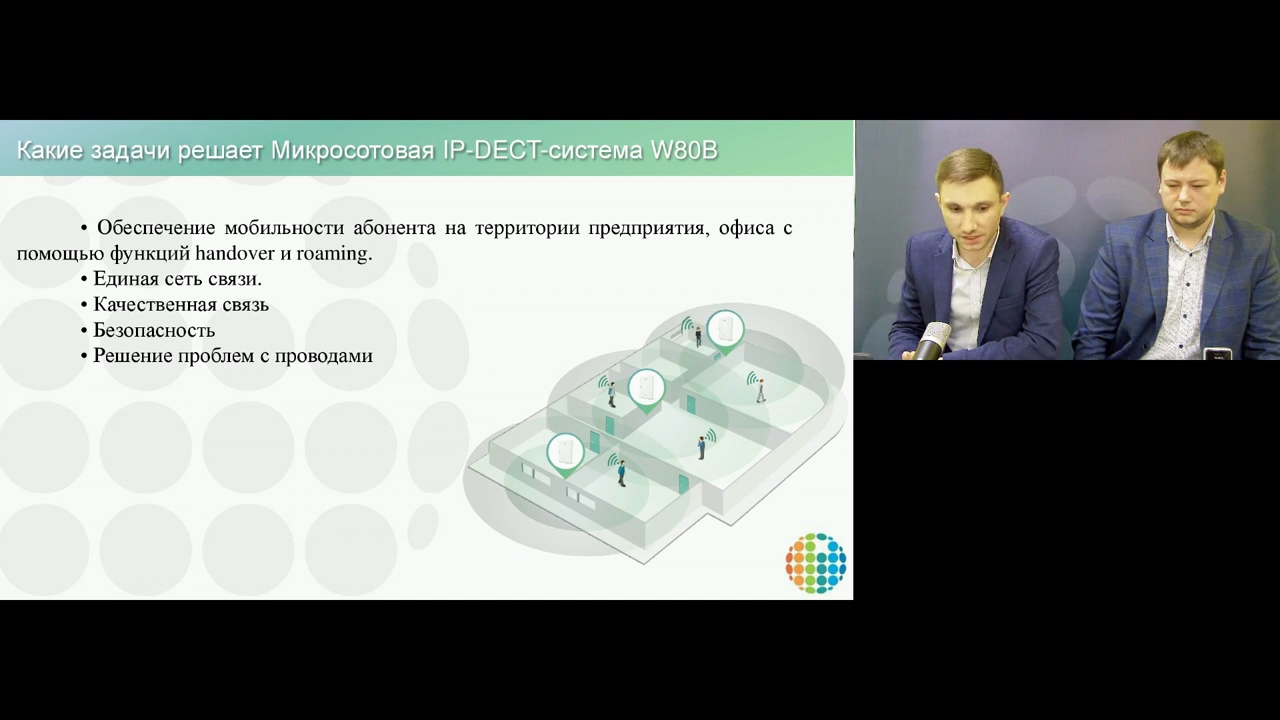 Какие задачи решает Микросотовая IP-DECT-система W80B
• Обеспечение мобильности абонента на территории предприятия, офиса с
помощью функций handover и roaming.
• Единая сеть связи.
• Качественная связь
• Безопасность
• Решение проблем с проводами